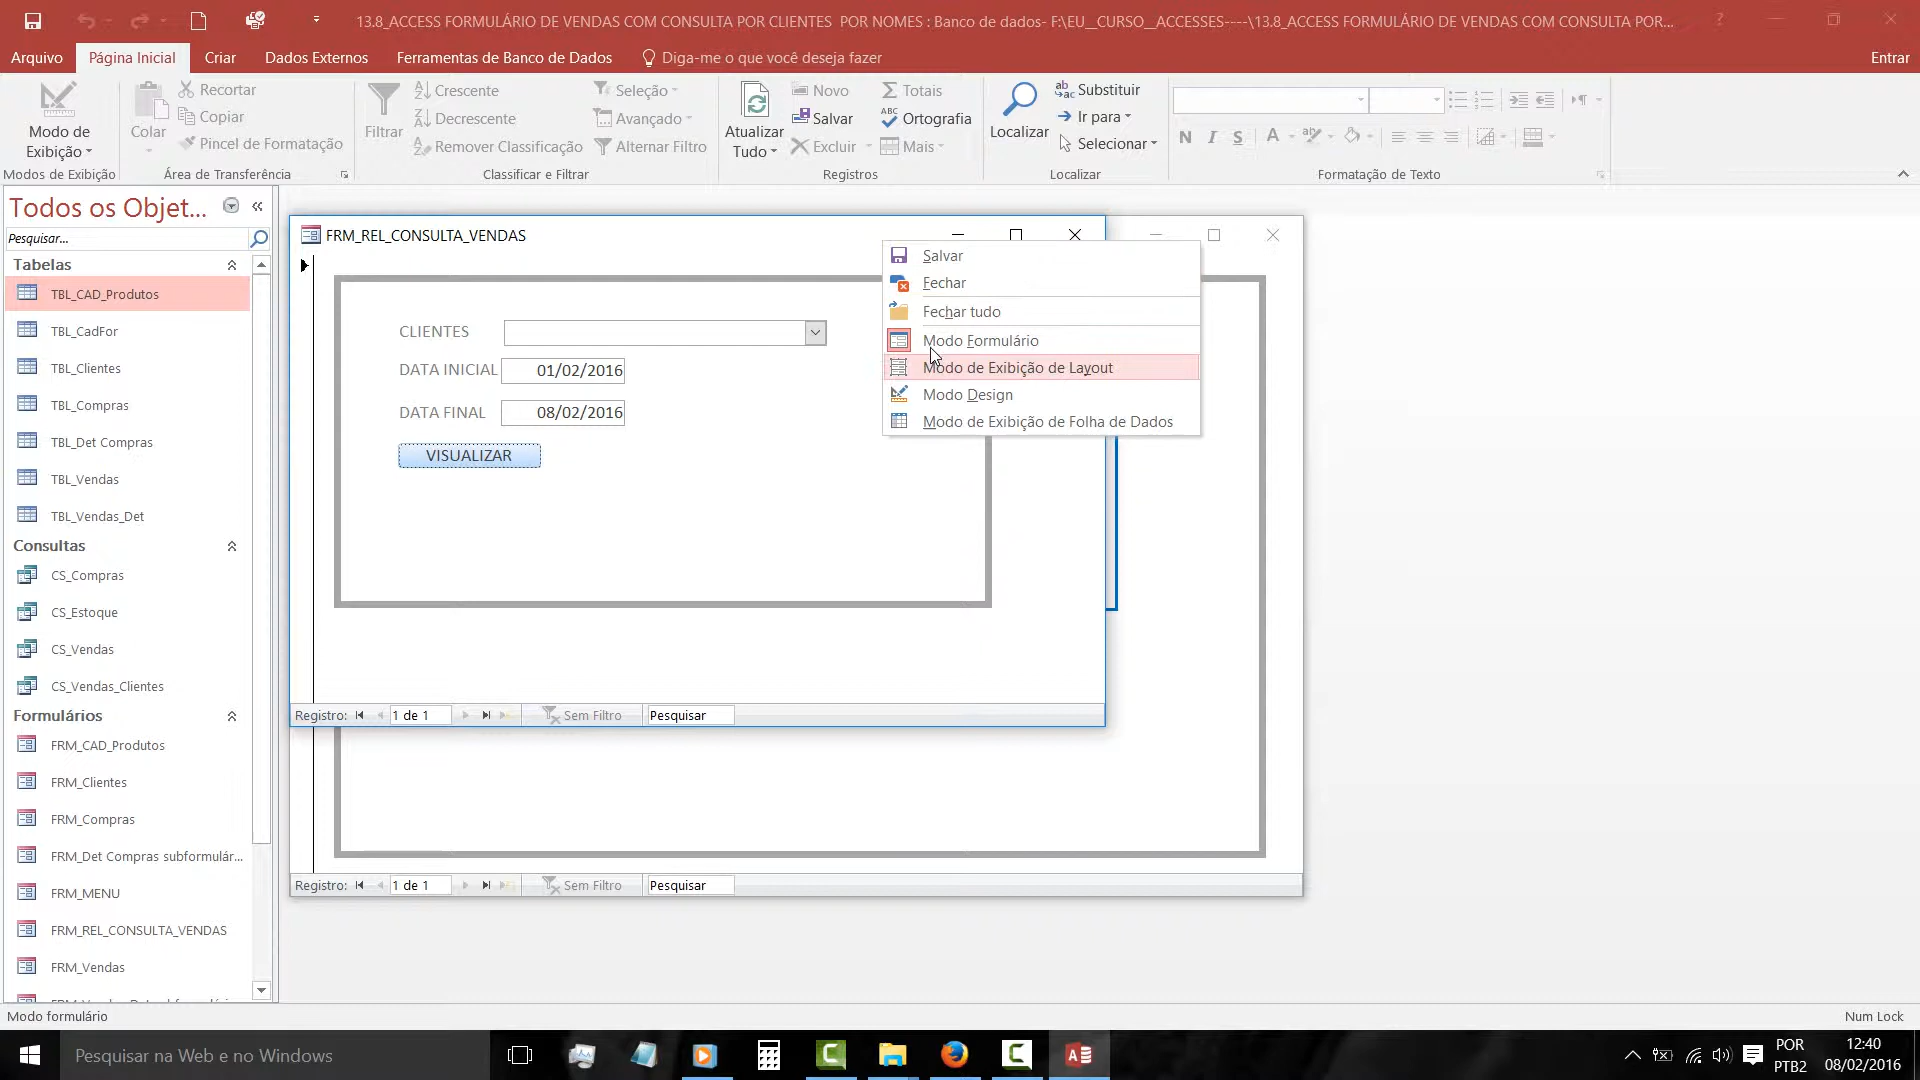 13.8_ACCESS FORMULÁRIO DE VENDAS COM CONSULTA POR CLIENTES  POR NOMES : Banco de dados- F:\EU__CURSO__ACCESSES----\13.8_ACCESS FORMULÁRIO DE VENDAS COM CONSULTA POR...
Arquivo
Página Inicial
Criar
Dados Externos
Ferramentas de Banco de Dados
Diga-me o que você deseja fazer
Entrar
Modo de Exibição
Modos de Exibição
Colar
Recortar
Copiar
Pincel de Formatação
Área de Transferência
Filtrar
Crescente
Decrescente
Remover Classificação
Seleção
Avançado
Alternar Filtro
Classificar e Filtrar
Atualizar Tudo
Novo
Salvar
Excluir
Totais
Ortografia
Mais
Registros
Localizar
Substituir
Ir para
Selecionar
Localizar
N I S A
Formatação de Texto
Todos os Objet...
Pesquisar...
Tabelas
TBL_CAD_Produtos
TBL_CadFor
TBL_Clientes
TBL_Compras
TBL_Det Compras
TBL_Vendas
TBL_Vendas_Det
Consultas
CS_Compras
CS_Estoque
CS_Vendas
CS_Vendas_Clientes
Formulários
FRM_CAD_Produtos
FRM_Clientes
FRM_Compras
FRM_Det Compras subformulár...
FRM_MENU
FRM_REL_CONSULTA_VENDAS
FRM_Vendas
FRM_REL_CONSULTA_VENDAS
CLIENTES
DATA INICIAL 01/02/2016
DATA FINAL 08/02/2016
VISUALIZAR
Registro: 1 de 1 Sem Filtro Pesquisar
Salvar
Fechar
Fechar tudo
Modo Formulário
Modo de Exibição de Layout
Modo Design
Modo de Exibição de Folha de Dados
Registro: 1 de 1 Sem Filtro Pesquisar
Modo formulário
Num Lock
Pesquisar na Web e no Windows
POR
PTB2
12:40
08/02/2016